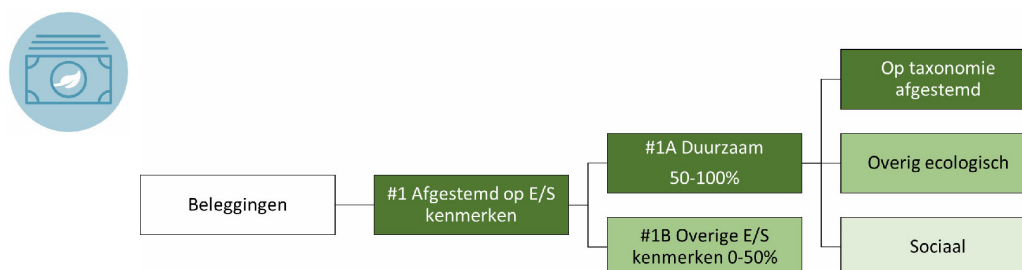 Op taxonomie
afgestemd
#1A Duurzaam
50-100%
Overig ecologisch
#1 Afgestemd op E/S
kenmerken
Beleggingen
#1B Overige E/S
kenmerken 0-50%
Sociaal